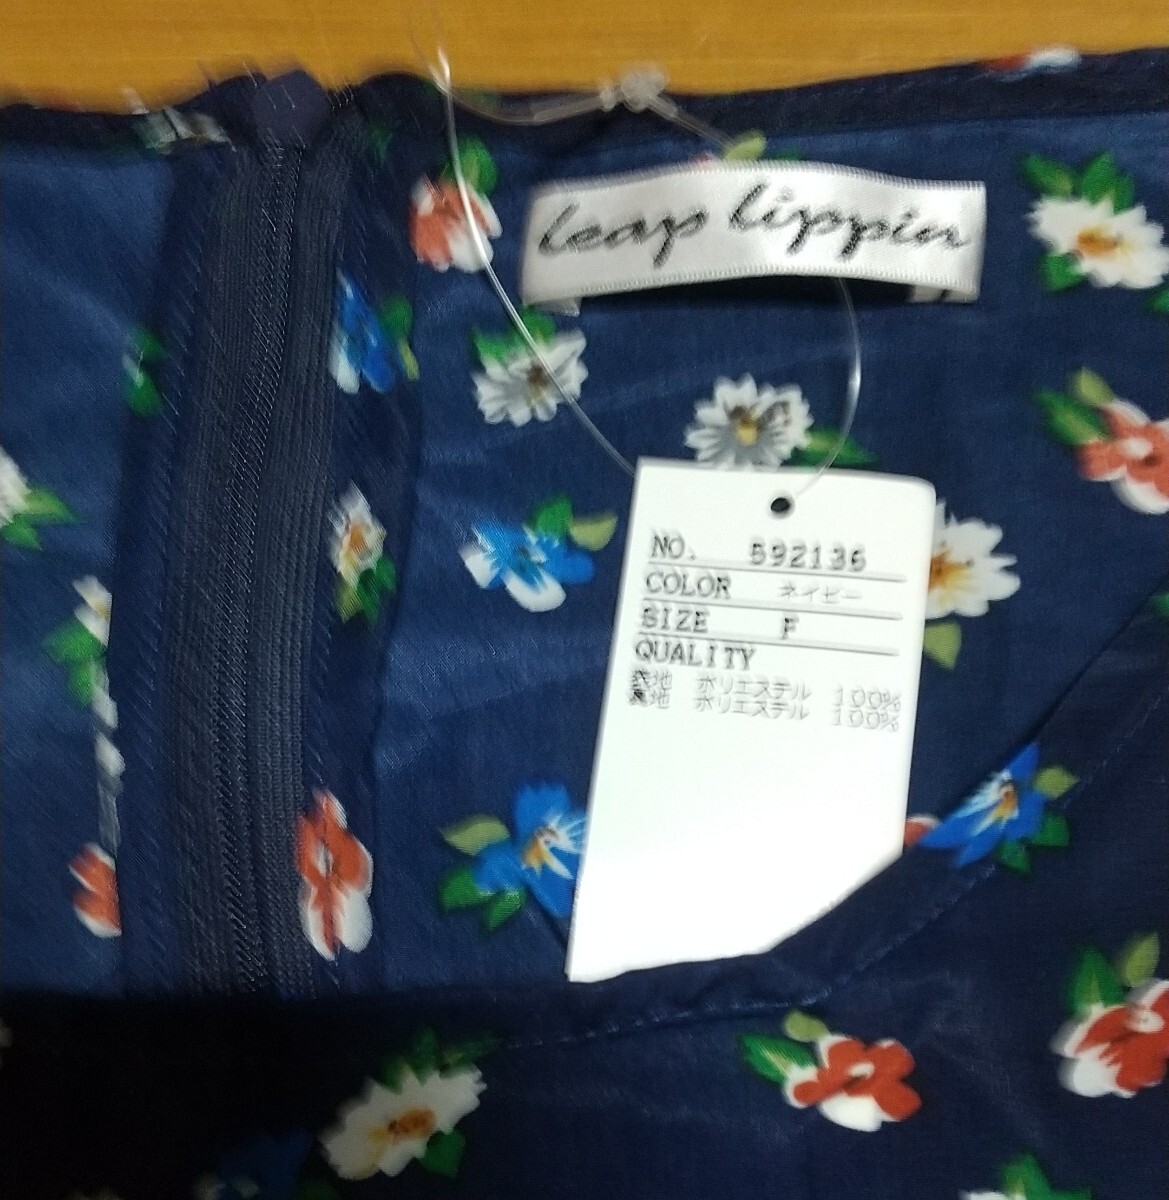 leap lippin
NO. 592136
COLOR ネイビー
SIZE F
QUALITY
表地 ポリエステル 100%
裏地 ポリエステル 100%